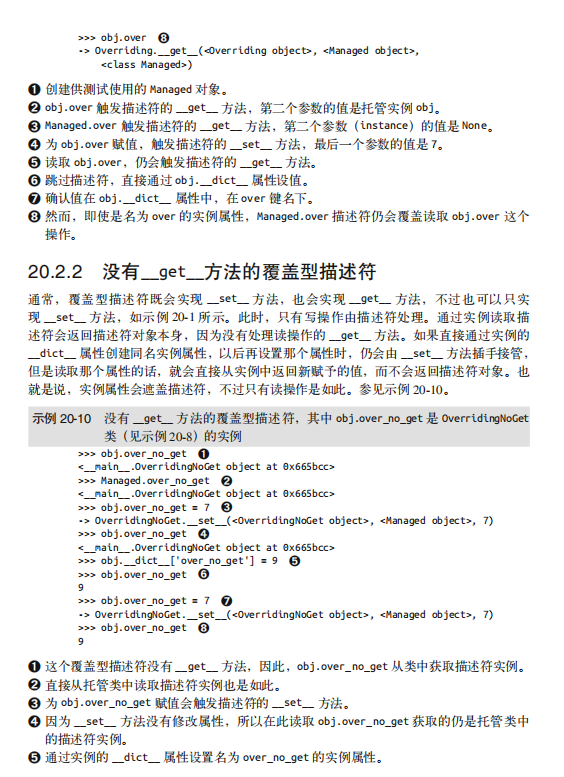 >>> obj.over ❽
-> Overriding.__get__(<Overriding object>, <Managed object>,
<class Managed>)
❶ 创建供测试使用的 Managed 对象。
❷ obj.over 触发描述符的 __get__ 方法，第二个参数的值是托管实例 obj。
❸ Managed.over 触发描述符的 __get__ 方法，第二个参数（instance）的值是 None。
❹ 为 obj.over 赋值，触发描述符的 __set__ 方法，最后一个参数的值是 7。
❺ 读取 obj.over，仍会触发描述符的 __get__ 方法。
❻ 跳过描述符，直接通过 obj.__dict__ 属性设值。
❼ 确认值在 obj.__dict__ 属性中，在 over 键名下。
❽ 然而，即使是名为 over 的实例属性，Managed.over 描述符仍会覆盖读取 obj.over 这个
操作。
20.2.2 没有__get__方法的覆盖型描述符
通常，覆盖型描述符既会实现 __set__ 方法，也会实现 __get__ 方法，不过也可以只实
现 __set__ 方法，如示例 20-1 所示。此时，只有写操作由描述符处理。通过实例读取描
述符会返回描述符对象本身，因为没有处理读操作的 __get__ 方法。如果直接通过实例的
__dict__ 属性创建同名实例属性，以后再设置那个属性时，仍会由 __set__ 方法插手接管，
但是读取那个属性的话，就会直接从实例中返回新赋予的值，而不会返回描述符对象。也
就是说，实例属性会遮盖描述符，不过只有读操作是如此。参见示例 20-10。
示例 20-10 没有 __get__ 方法的覆盖型描述符，其中 obj.over_no_get 是 OverridingNoGet
类（见示例 20-8）的实例
>>> obj.over_no_get ❶
<__main__.OverridingNoGet object at 0x665bcc>
>>> Managed.over_no_get ❷
<__main__.OverridingNoGet object at 0x665bcc>
>>> obj.over_no_get = 7 ❸
-> OverridingNoGet.__set__(<OverridingNoGet object>, <Managed object>, 7)
>>> obj.over_no_get ❹
<__main__.OverridingNoGet object at 0x665bcc>
>>> obj.__dict__['over_no_get'] = 9 ❺
>>> obj.over_no_get ❻
9
>>> obj.over_no_get = 7 ❼
-> OverridingNoGet.__set__(<OverridingNoGet object>, <Managed object>, 7)
>>> obj.over_no_get ❽
9
❶ 这个覆盖型描述符没有 __get__ 方法，因此，obj.over_no_get 从类中获取描述符实例。
❷ 直接从托管类中读取描述符实例也是如此。
❸ 为 obj.over_no_get 赋值会触发描述符的 __set__ 方法。
❹ 因为 __set__ 方法没有修改属性，所以在此读取 obj.over_no_get 获取的仍是托管类中
的描述符实例。
❺ 通过实例的 __dict__ 属性设置名为 over_no_get 的实例属性。